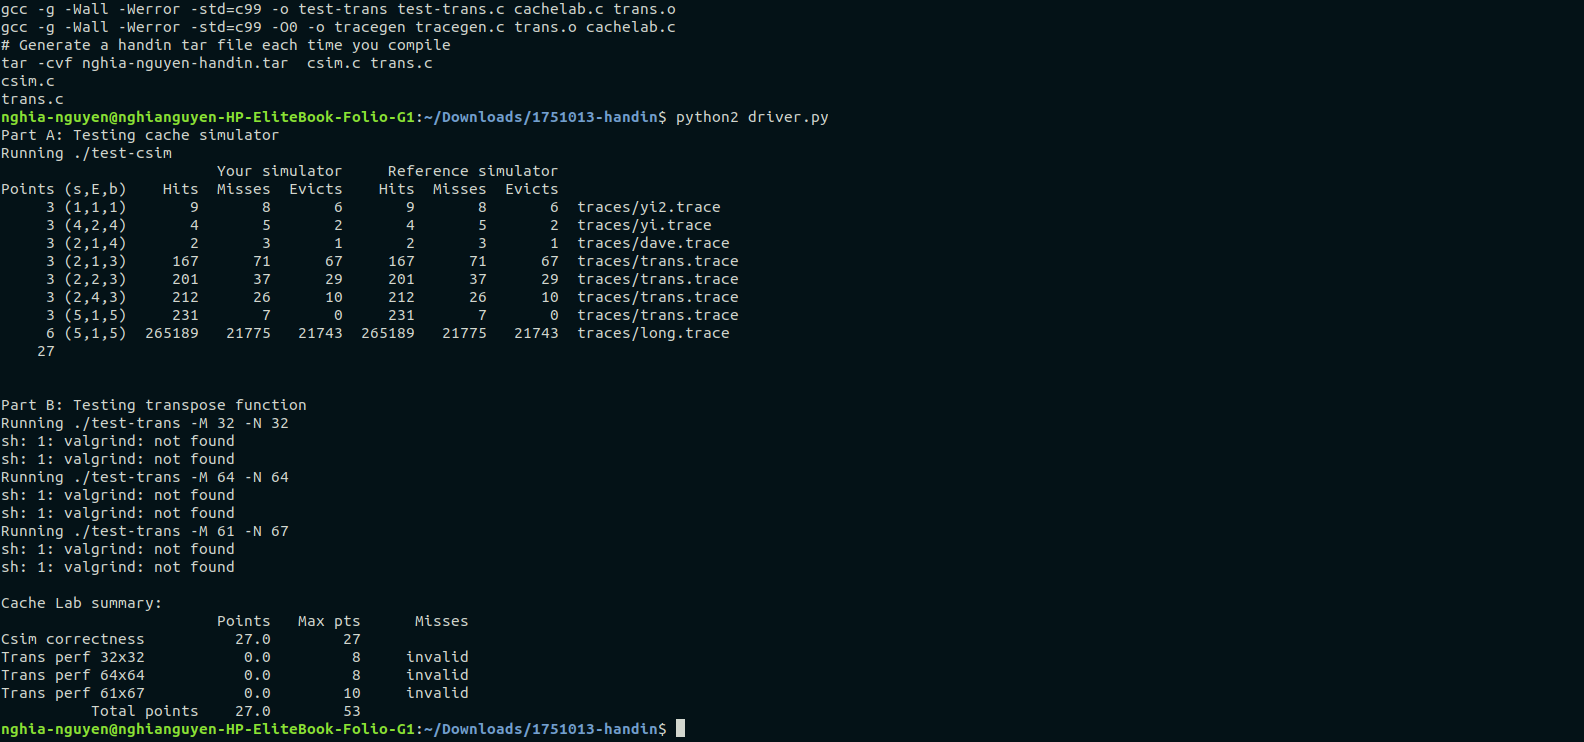 gcc -g -Wall -Werror -std=c99 -o test-trans test-trans.c cachelab.c trans.o
gcc -g -Wall -Werror -std=c99 -O0 -o tracegen tracegen.c trans.o cachelab.c
# Generate a handin tar file each time you compile
tar -cvf nghia-nguyen-handin.tar  csim.c trans.c
csim.c
trans.c
nghia-nguyen@nghianguyen-HP-EliteBook-Folio-G1:~/Downloads/1751013-handin$ python2 driver.py
Part A: Testing cache simulator
Running ./test-csim
                        Your simulator     Reference simulator
Points (s,E,b)    Hits  Misses  Evicts    Hits  Misses  Evicts
     3 (1,1,1)       9       8       6       9       8       6  traces/yi2.trace
     3 (4,2,4)       4       5       2       4       5       2  traces/yi.trace
     3 (2,1,4)       2       3       1       2       3       1  traces/dave.trace
     3 (2,1,3)     167      71      67     167      71      67  traces/trans.trace
     3 (2,2,3)     201      37      29     201      37      29  traces/trans.trace
     3 (2,4,3)     212      26      10     212      26      10  traces/trans.trace
     3 (5,1,5)     231       7       0     231       7       0  traces/trans.trace
     6 (5,1,5)  265189   21775   21743  265189   21775   21743  traces/long.trace
    27
Part B: Testing transpose function
Running ./test-trans -M 32 -N 32
sh: 1: valgrind: not found
sh: 1: valgrind: not found
Running ./test-trans -M 64 -N 64
sh: 1: valgrind: not found
sh: 1: valgrind: not found
Running ./test-trans -M 61 -N 67
sh: 1: valgrind: not found
sh: 1: valgrind: not found
Cache Lab summary:
                        Points   Max pts      Misses
Csim correctness          27.0        27
Trans perf 32x32           0.0         8     invalid
Trans perf 64x64           0.0         8     invalid
Trans perf 61x67           0.0        10     invalid
          Total points    27.0        53
nghia-nguyen@nghianguyen-HP-EliteBook-Folio-G1:~/Downloads/1751013-handin$